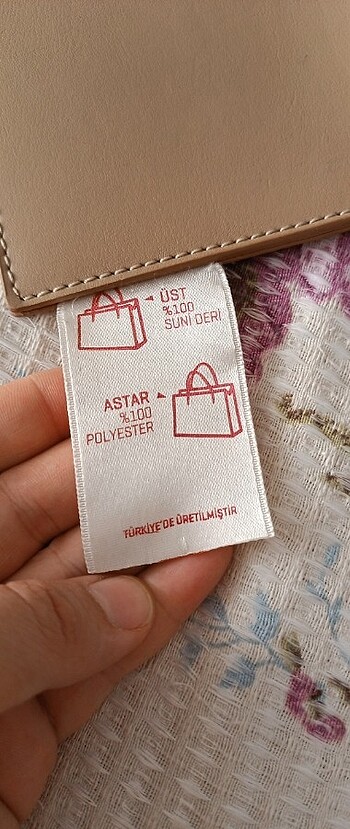 ÜST
%100
SUNİ DERİ
ASTAR
%100
POLYESTER
TÜRKİYE'DE ÜRETİLMİŞTİR